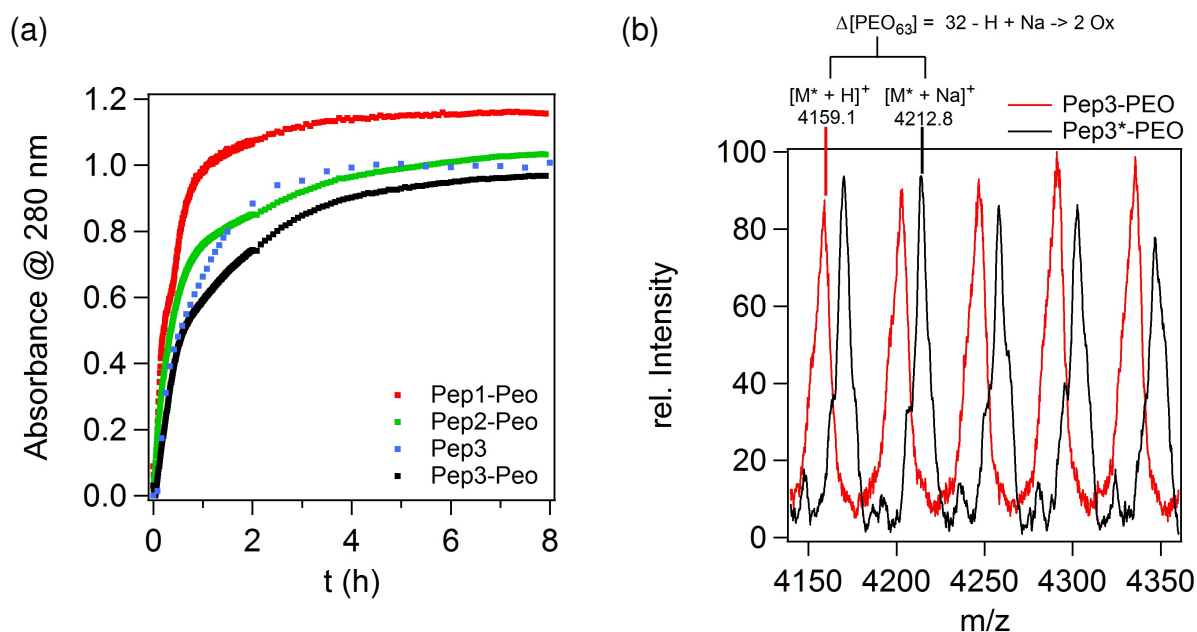 (a)
Absorbance @ 280 nm
1.2
1.0
0.8
0.6
0.4
0.2
0.0
Pep1-Peo
Pep2-Peo
Pep3
Pep3-Peo
0 2 4 6 8
t (h)
(b)
Δ[PEO63] = 32 - H + Na -> 2 Ox
[M* + H]+ [M* + Na]+
4159.1 4212.8
Pep3-PEO
Pep3*-PEO
rel. Intensity
100
80
60
40
20
0
4150 4200 4250 4300 4350
m/z